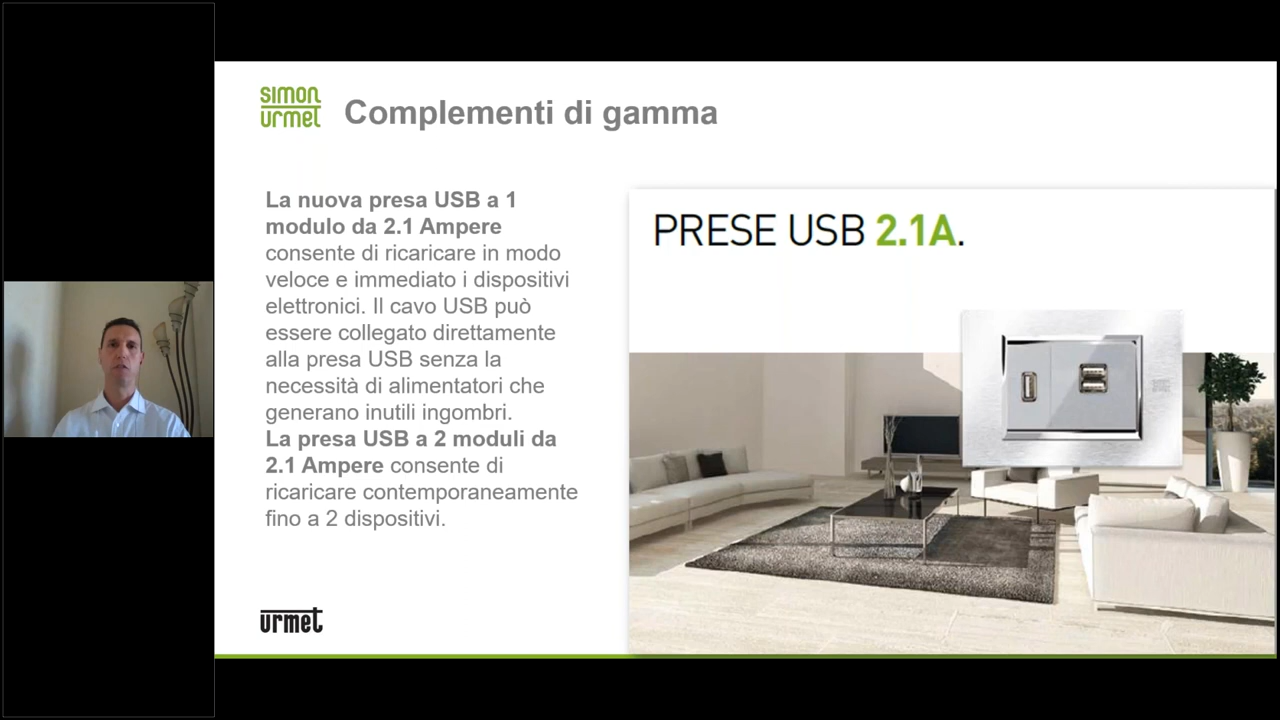 simon
urmet
Complementi di gamma
La nuova presa USB a 1
modulo da 2.1 Ampere
consente di ricaricare in modo
veloce e immediato i dispositivi
elettronici. Il cavo USB può
essere collegato direttamente
alla presa USB senza la
necessità di alimentatori che
generano inutili ingombri.
La presa USB a 2 moduli da
2.1 Ampere consente di
ricaricare contemporaneamente
fino a 2 dispositivi.
PRESE USB 2.1A.
urmet